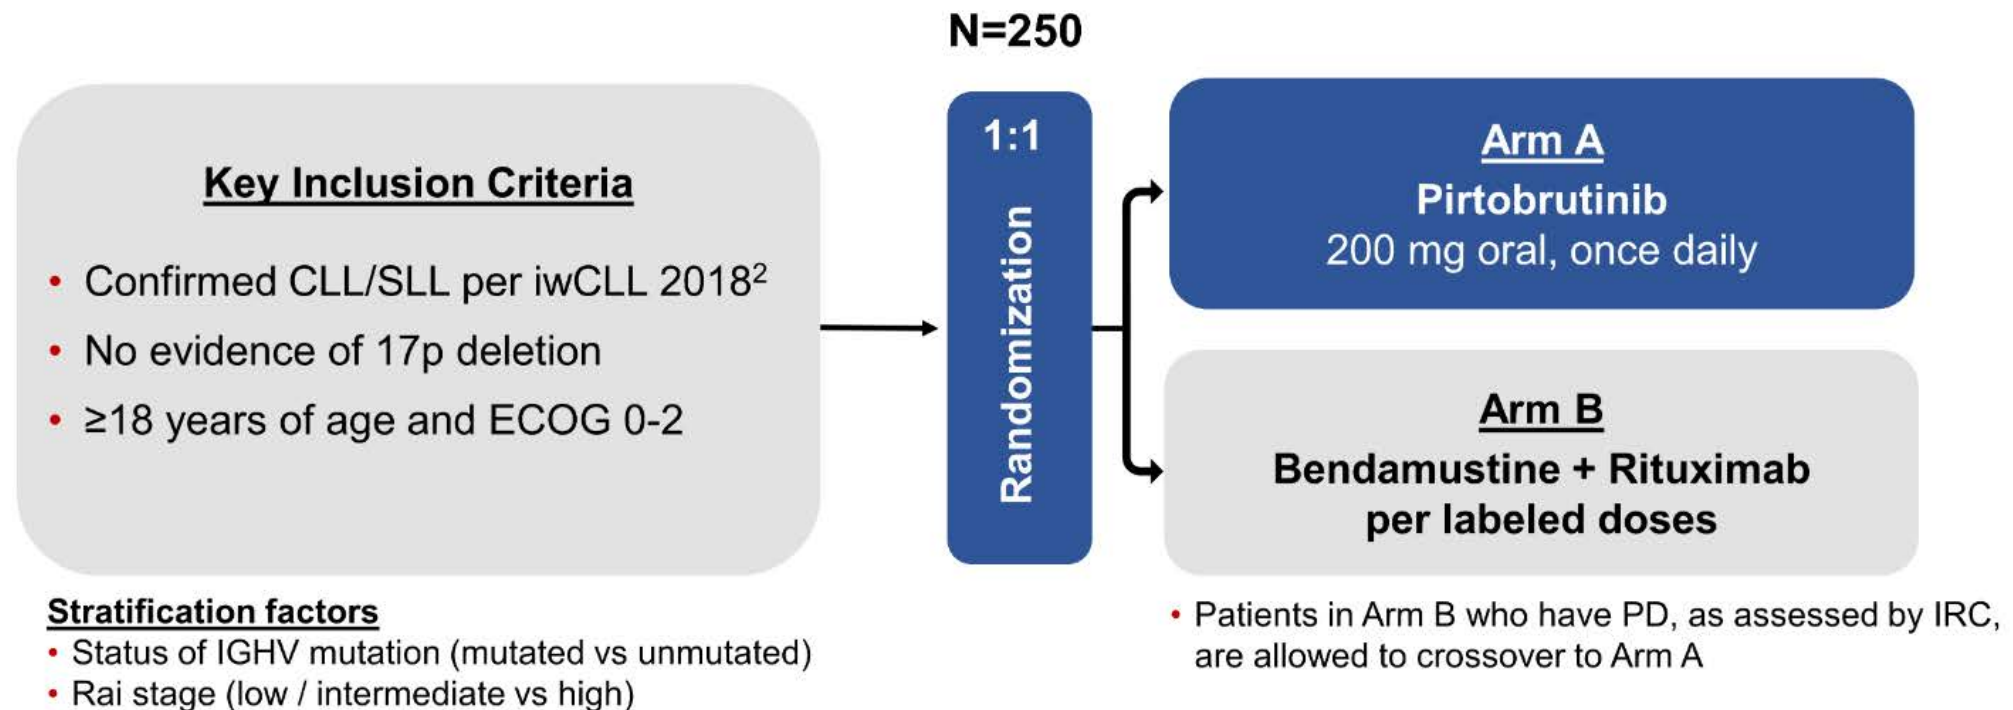 N=250
Key Inclusion Criteria
• Confirmed CLL/SLL per iwCLL 2018²
• No evidence of 17p deletion
• ≥18 years of age and ECOG 0-2
Stratification factors
• Status of IGHV mutation (mutated vs unmutated)
• Rai stage (low / intermediate vs high)
1:1
Randomization
Arm A
Pirtobrutinib
200 mg oral, once daily
Arm B
Bendamustine + Rituximab
per labeled doses
• Patients in Arm B who have PD, as assessed by IRC,
are allowed to crossover to Arm A